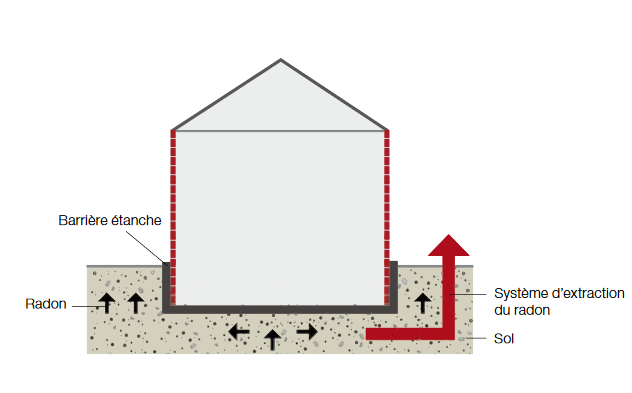 Barrière étanche
Radon
Système d'extraction
du radon
Sol